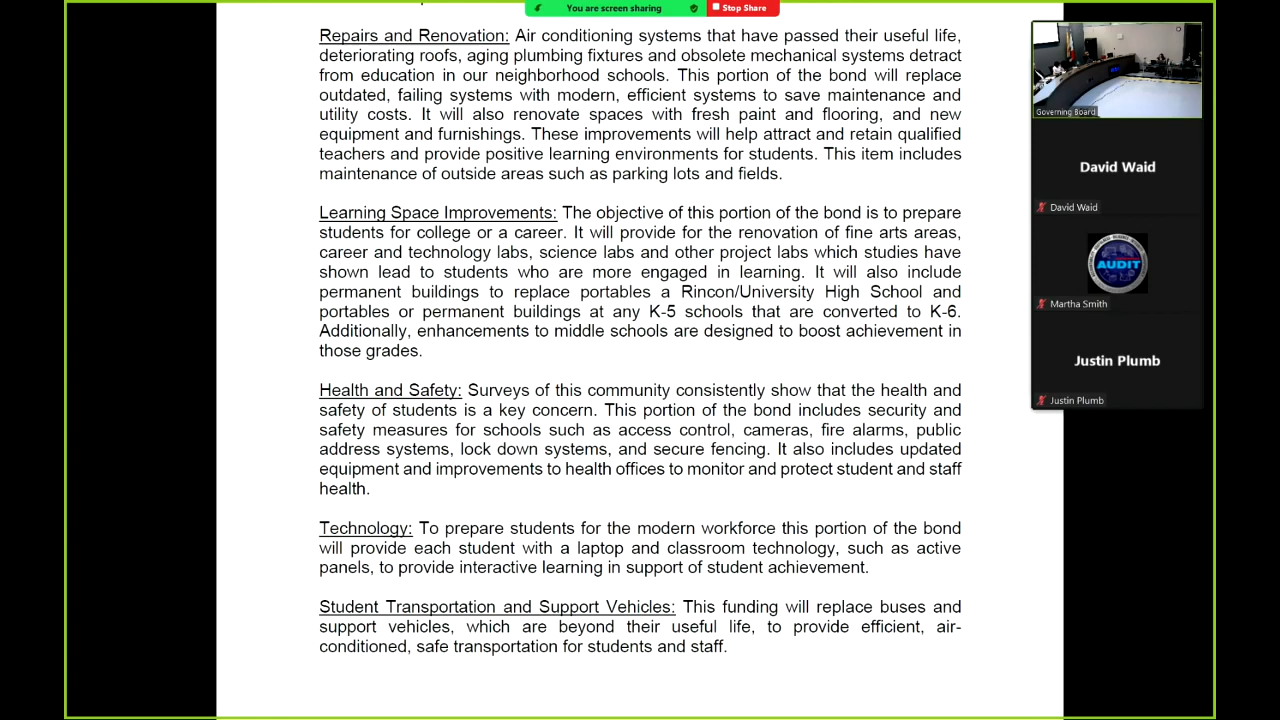 You are screen sharing
Stop Share
Repairs and Renovation: Air conditioning systems that have passed their useful life,
deteriorating roofs, aging plumbing fixtures and obsolete mechanical systems detract
from education in our neighborhood schools. This portion of the bond will replace
outdated, failing systems with modern, efficient systems to save maintenance and
utility costs. It will also renovate spaces with fresh paint and flooring, and new
equipment and furnishings. These improvements will help attract and retain qualified
teachers and provide positive learning environments for students. This item includes
maintenance of outside areas such as parking lots and fields.
Learning Space Improvements: The objective of this portion of the bond is to prepare
students for college or a career. It will provide for the renovation of fine arts areas,
career and technology labs, science labs and other project labs which studies have
shown lead to students who are more engaged in learning. It will also include
permanent buildings to replace portables a Rincon/University High School and
portables or permanent buildings at any K-5 schools that are converted to K-6.
Additionally, enhancements to middle schools are designed to boost achievement in
those grades.
Health and Safety: Surveys of this community consistently show that the health and
safety of students is a key concern. This portion of the bond includes security and
safety measures for schools such as access control, cameras, fire alarms, public
address systems, lock down systems, and secure fencing. It also includes updated
equipment and improvements to health offices to monitor and protect student and staff
health.
Technology: To prepare students for the modern workforce this portion of the bond
will provide each student with a laptop and classroom technology, such as active
panels, to provide interactive learning in support of student achievement.
Student Transportation and Support Vehicles: This funding will replace buses and
support vehicles, which are beyond their useful life, to provide efficient, air-
conditioned, safe transportation for students and staff.
Governing Board
David Waid
David Waid
AUDIT
Martha Smith
Justin Plumb
Justin Plumb